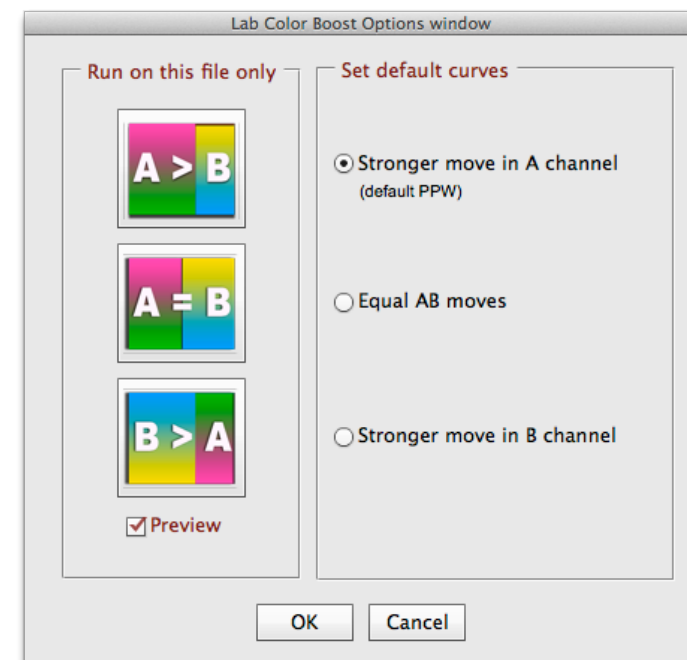 Lab Color Boost Options window
Run on this file only
A > B
A = B
B > A
Preview
Set default curves
Stronger move in A channel
(default PPW)
Equal AB moves
Stronger move in B channel
OK
Cancel